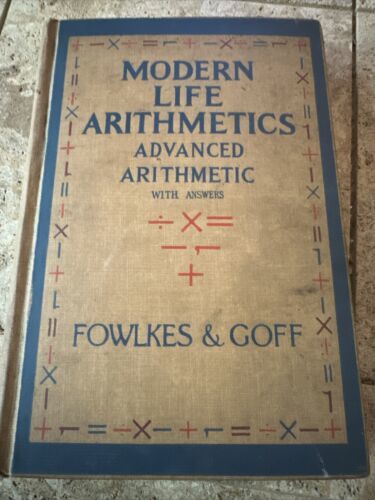 MODERN
LIFE
ARITHMETICS
ADVANCED
ARITHMETIC
WITH ANSWERS
÷ × =
− , −
+
FOWLKES & GOFF